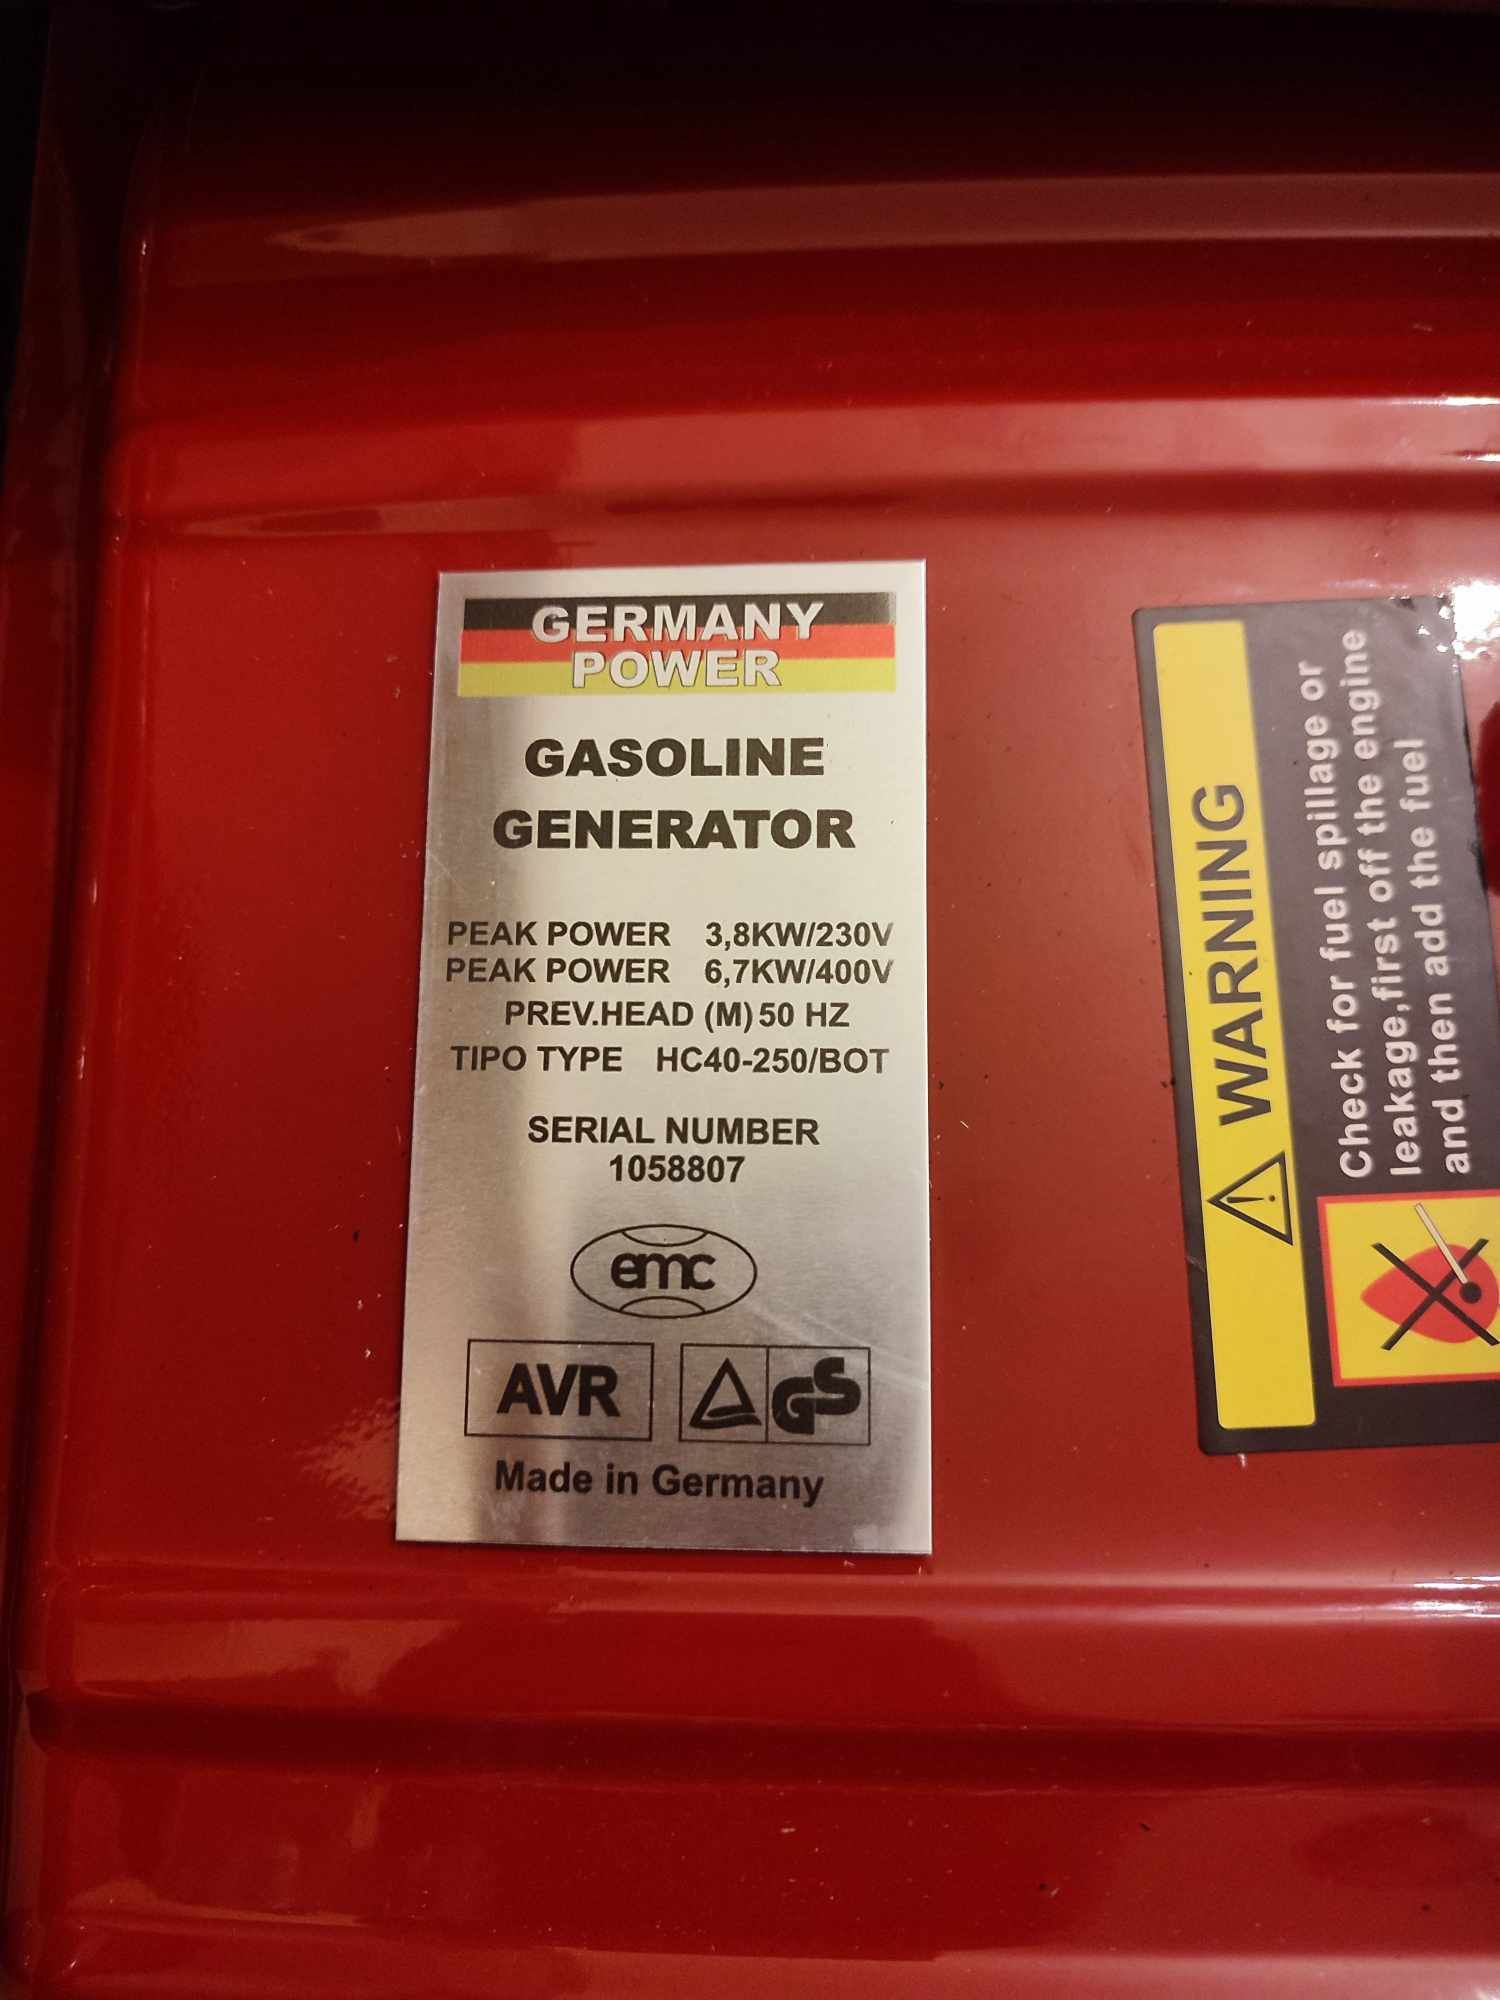 GERMANY
POWER
GASOLINE
GENERATOR
PEAK POWER 3,8KW/230V
PEAK POWER 6,7KW/400V
PREV.HEAD (M) 50 HZ
TIPO TYPE HC40-250/BOT
SERIAL NUMBER
1058807
emc
AVR
GS
Made in Germany
WARNING
Check for fuel spillage or
leakage,first off the engine
and then add the fuel